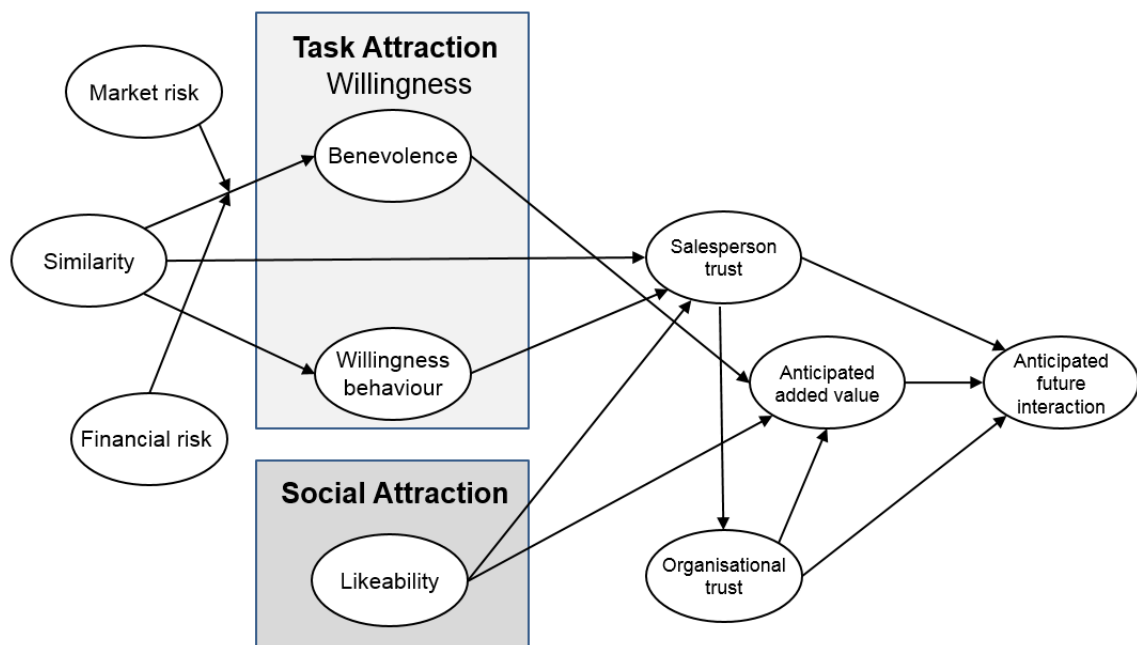 Task Attraction
Willingness
Market risk
Benevolence
Similarity
Salesperson
trust
Willingness
behaviour
Anticipated
added value
Anticipated
future
interaction
Financial risk
Social Attraction
Likeability
Organisational
trust